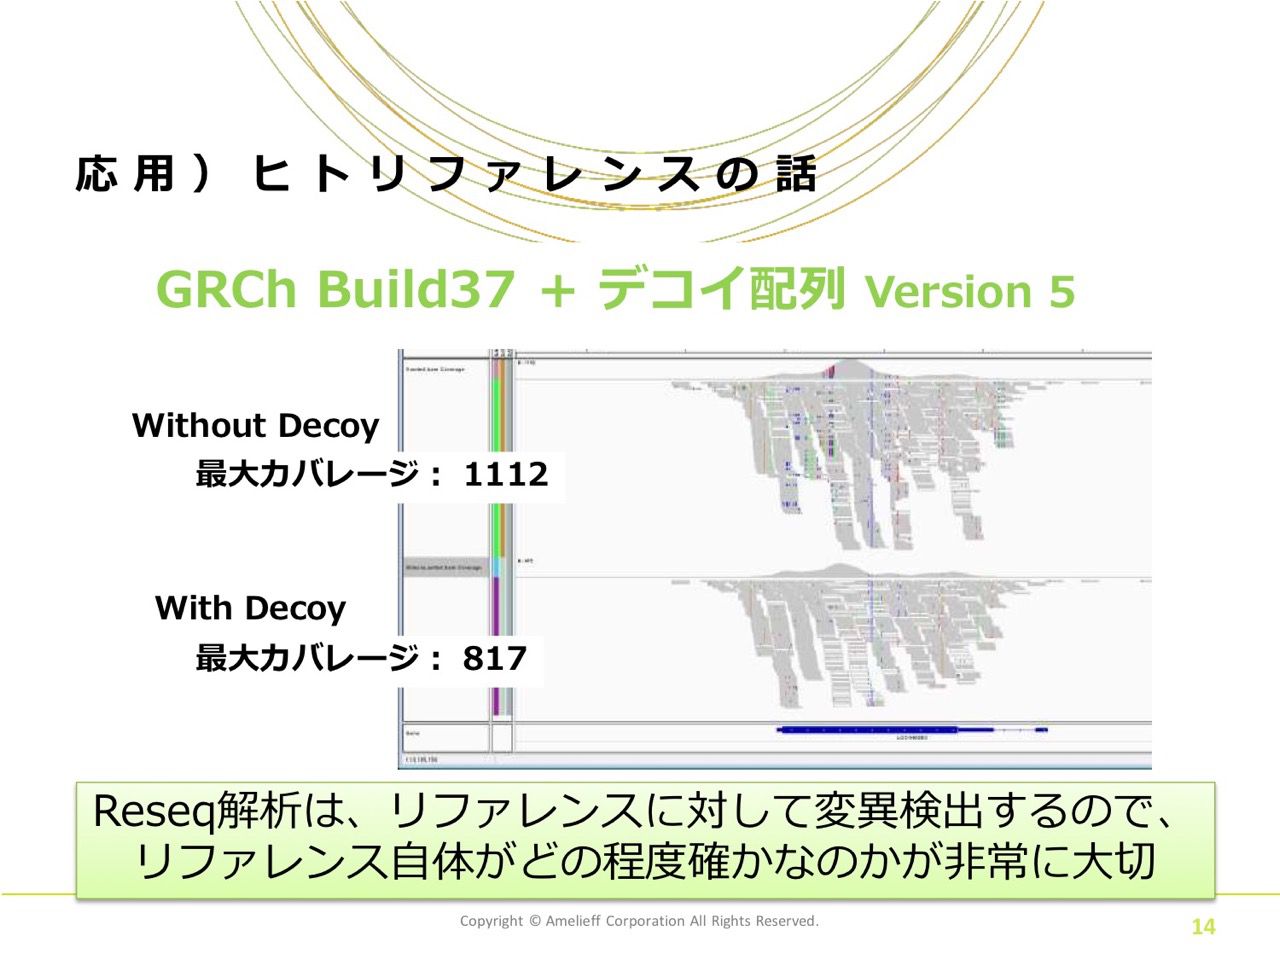 応用）ヒトリファレンスの話
GRCh Build37 + デコイ配列 Version 5
Without Decoy
最大カバレージ： 1112
With Decoy
最大カバレージ： 817
Reseq解析は、リファレンスに対して変異検出するので、
リファレンス自体がどの程度確かなのかが非常に大切
Copyright © Amelieff Corporation All Rights Reserved.
14